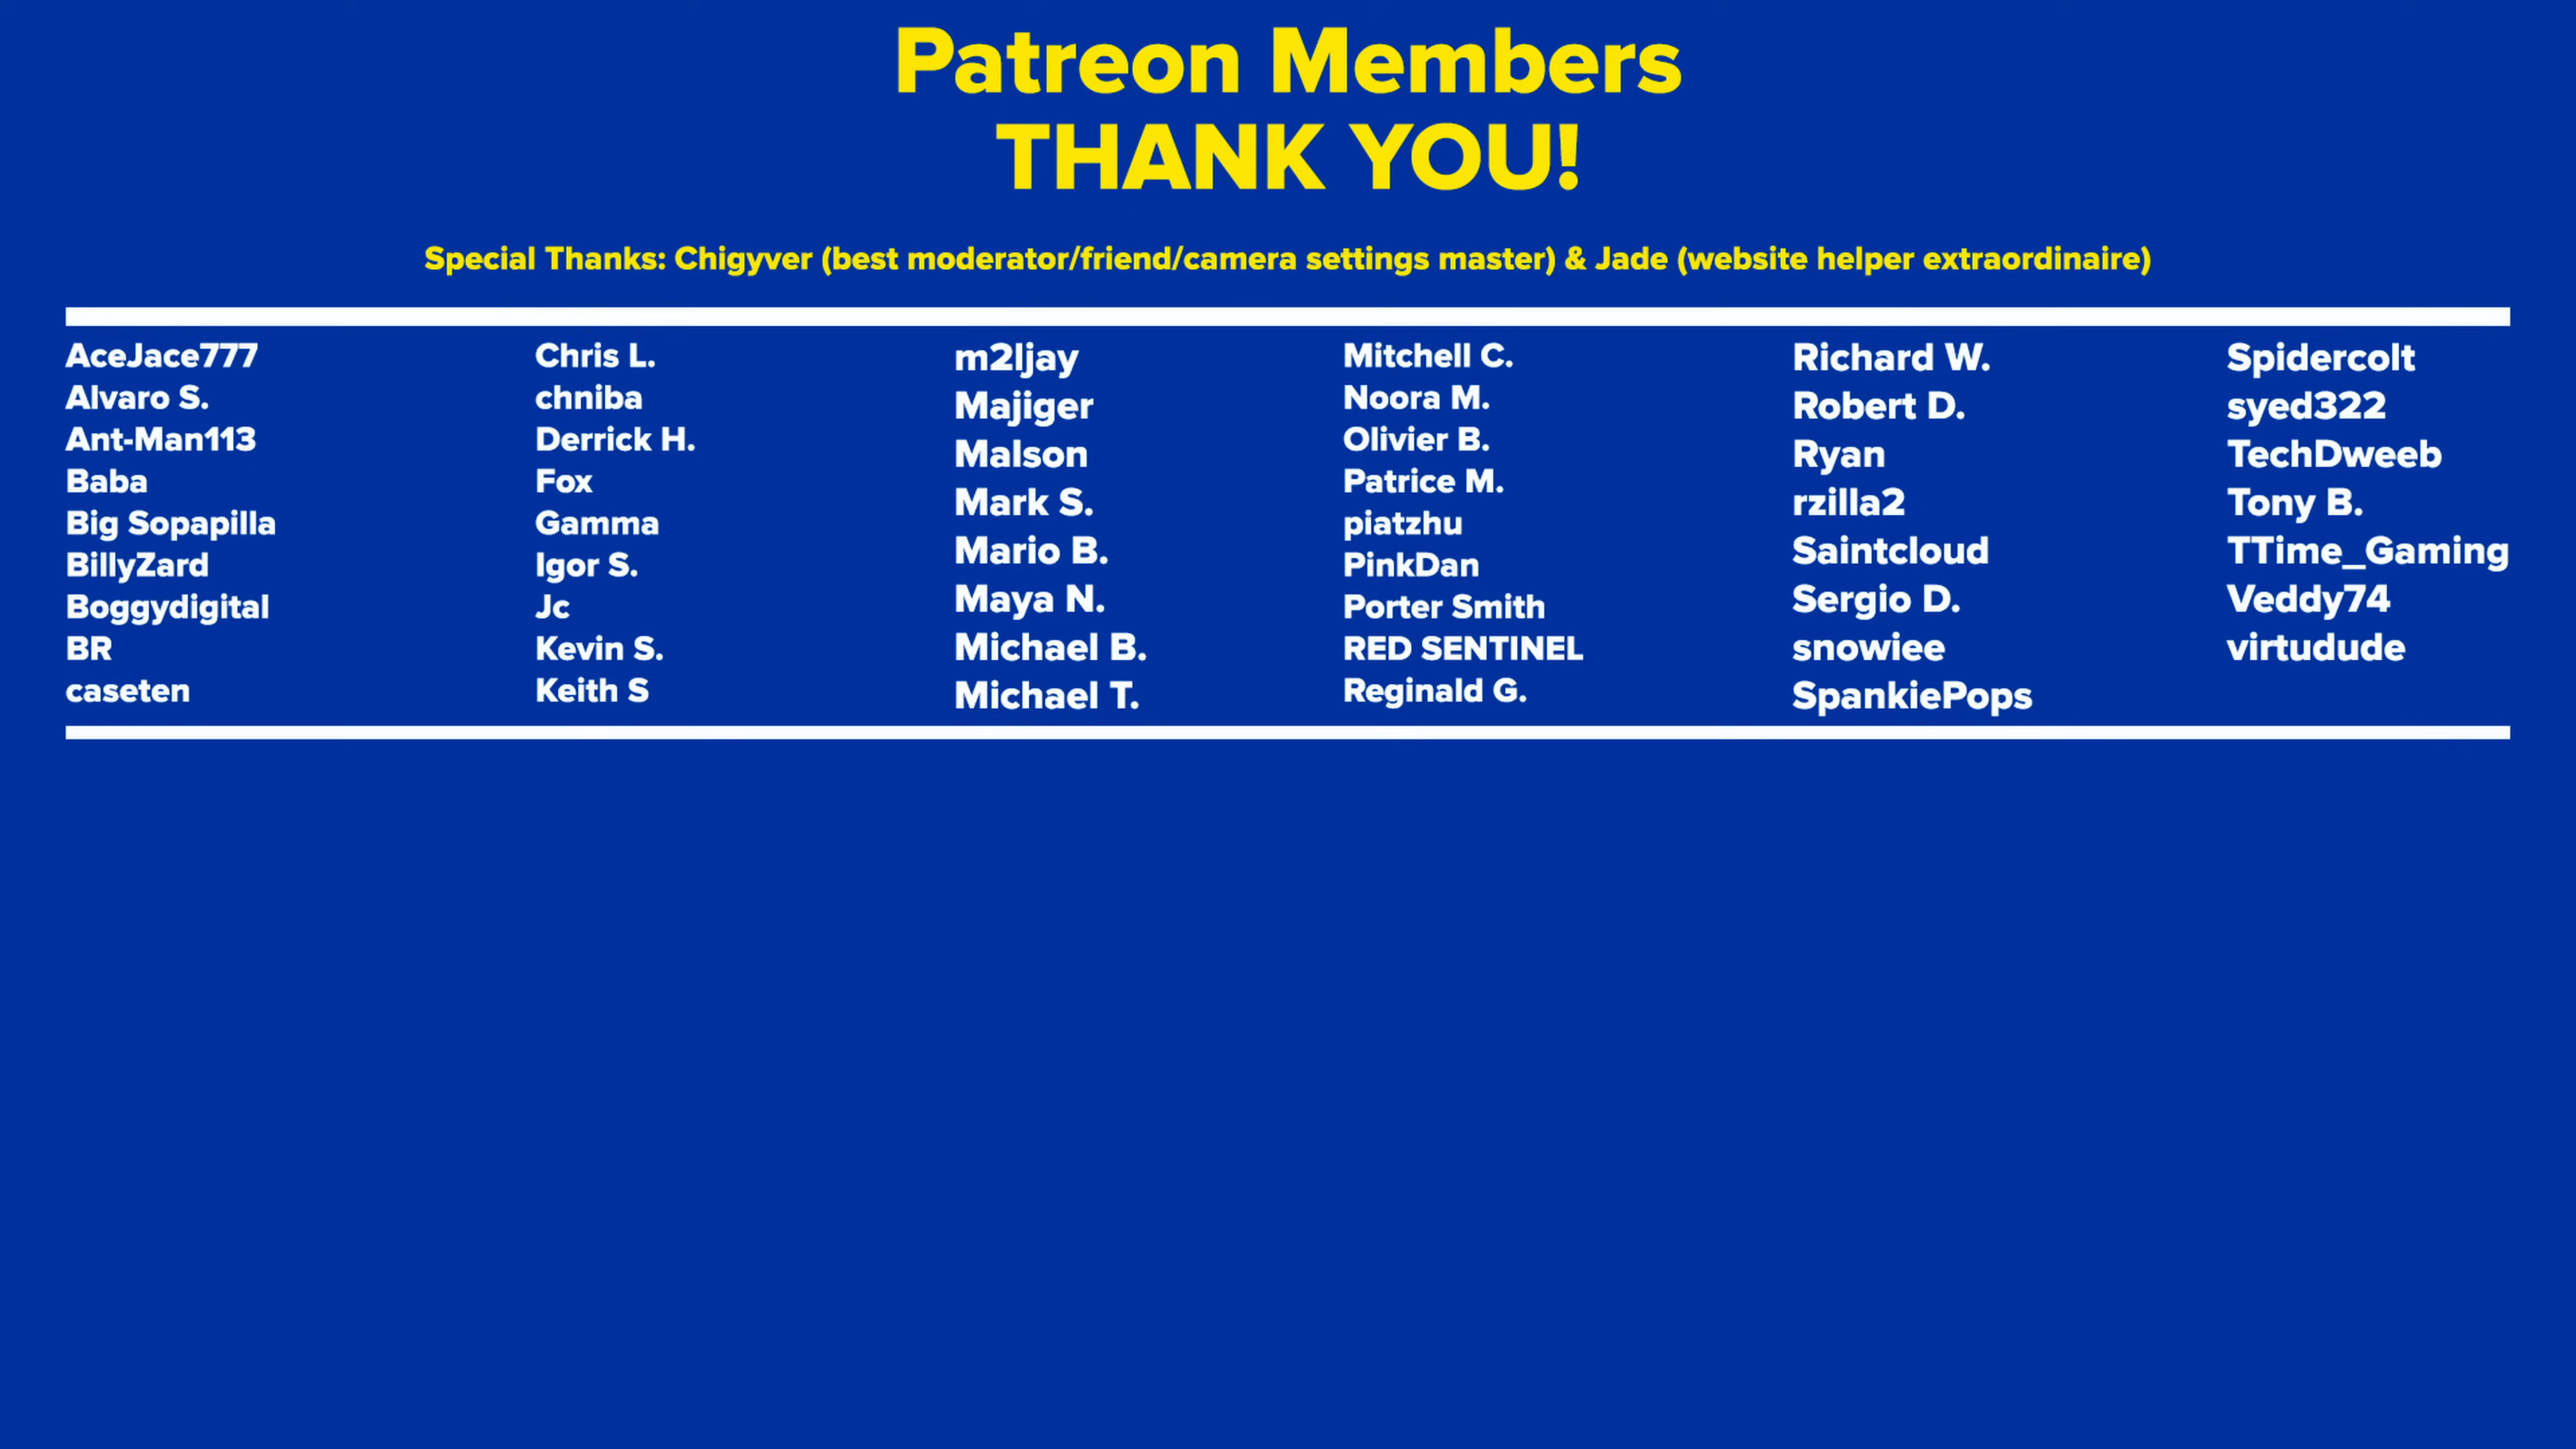 Patreon Members
THANK YOU!
Special Thanks: Chigyver (best moderator/friend/camera settings master) & Jade (website helper extraordinaire)
AceJace777
Alvaro S.
Ant-Man113
Baba
Big Sopapilla
BillyZard
Boggydigital
BR
caseten
Chris L.
chniba
Derrick H.
Fox
Gamma
Igor S.
Jc
Kevin S.
Keith S
m2ljay
Majiger
Malson
Mark S.
Mario B.
Maya N.
Michael B.
Michael T.
Mitchell C.
Noora M.
Olivier B.
Patrice M.
piatzhu
PinkDan
Porter Smith
RED SENTINEL
Reginald G.
Richard W.
Robert D.
Ryan
rzilla2
Saintcloud
Sergio D.
snowiee
SpankiePops
Spidercolt
syed322
TechDweeb
Tony B.
TTime_Gaming
Veddy74
virtudude